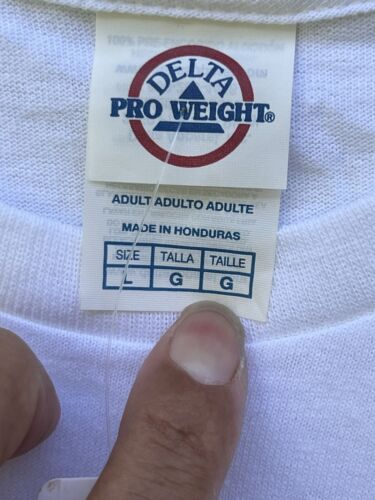 DELTA
PRO WEIGHT®
ADULT ADULTO ADULTE
MADE IN HONDURAS
SIZE TALLA TAILLE
L G G